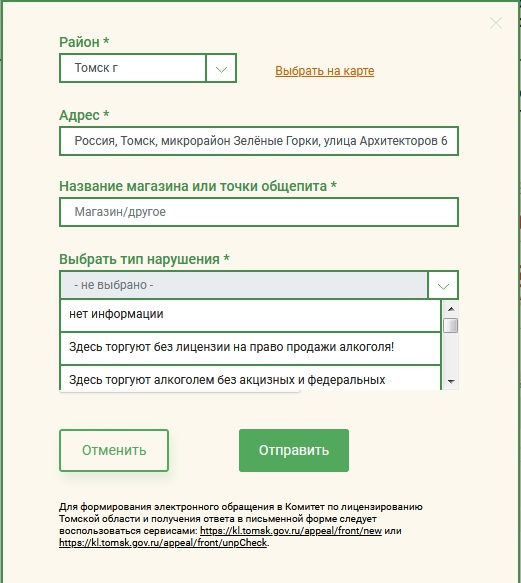 Район *
Томск г
Выбрать на карте
Адрес *
Россия, Томск, микрорайон Зелёные Горки, улица Архитекторов 6
Название магазина или точки общепита *
Магазин/другое
Выбрать тип нарушения *
- не выбрано -
нет информации
Здесь торгуют без лицензии на право продажи алкоголя!
Здесь торгуют алкоголем без акцизных и федеральных
Отменить
Отправить
Для формирования электронного обращения в Комитет по лицензированию
Томской области и получения ответа в письменной форме следует
воспользоваться сервисами: https://kl.tomsk.gov.ru/appeal/front/new или
https://kl.tomsk.gov.ru/appeal/front/unpCheck.